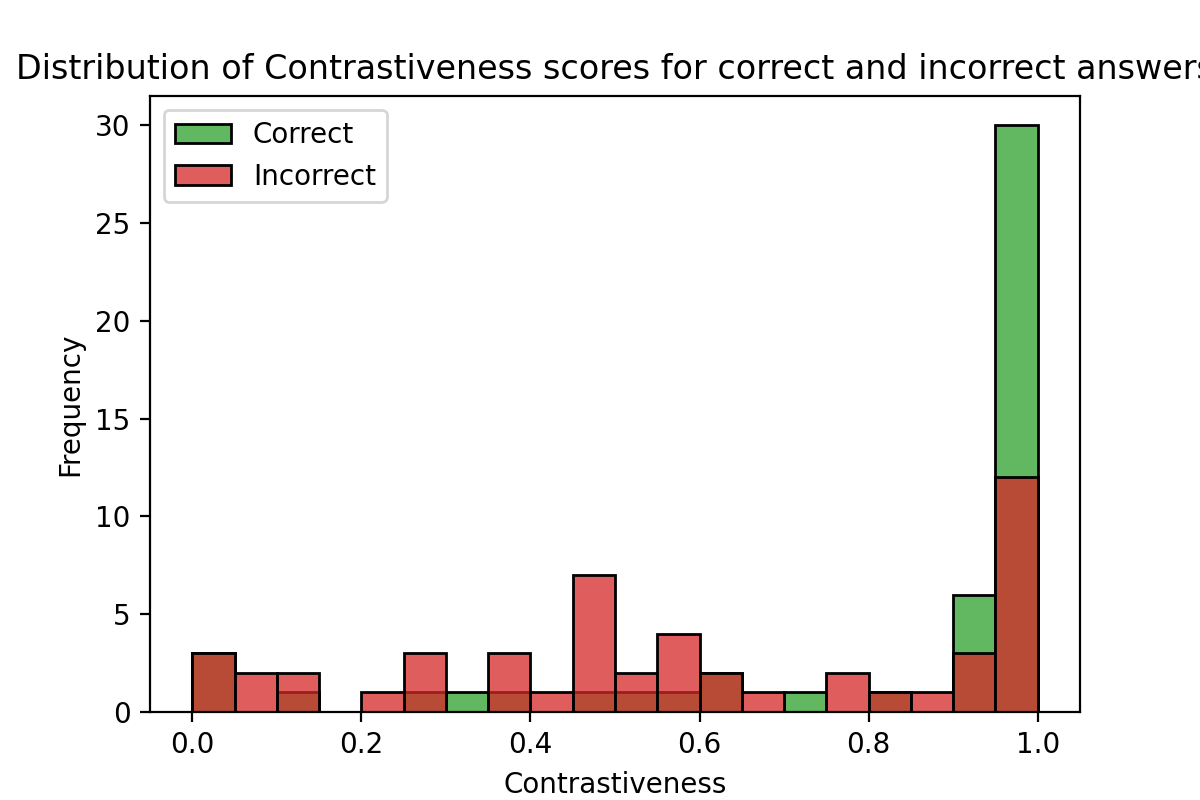 Distribution of Contrastiveness scores for correct and incorrect answers
Correct
Incorrect
30
25
20
15
10
5
0
Frequency
0.0 0.2 0.4 0.6 0.8 1.0
Contrastiveness